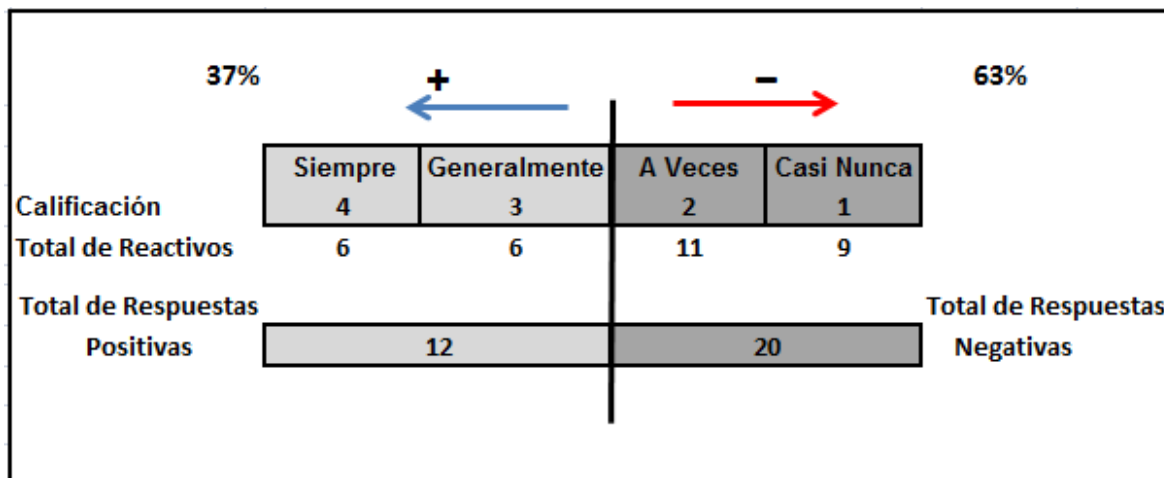 37% + − 63%
Siempre Generalmente A Veces Casi Nunca
Calificación 4 3 2 1
Total de Reactivos 6 6 11 9
Total de Respuestas Total de Respuestas
Positivas 12 20 Negativas